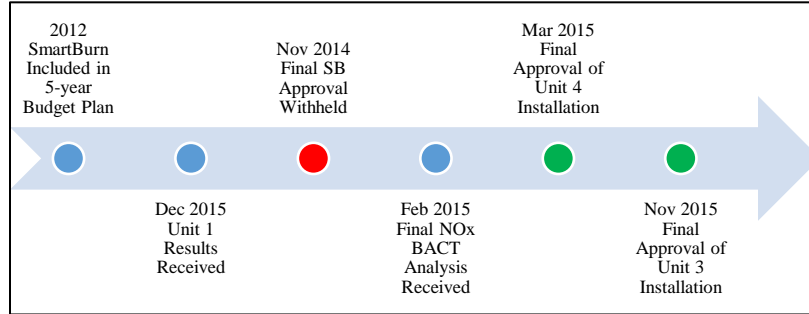 2012
SmartBurn
Included in
5-year
Budget Plan
Dec 2015
Unit 1
Results
Received
Nov 2014
Final SB
Approval
Withheld
Feb 2015
Final NOx
BACT
Analysis
Received
Mar 2015
Final
Approval of
Unit 4
Installation
Nov 2015
Final
Approval of
Unit 3
Installation